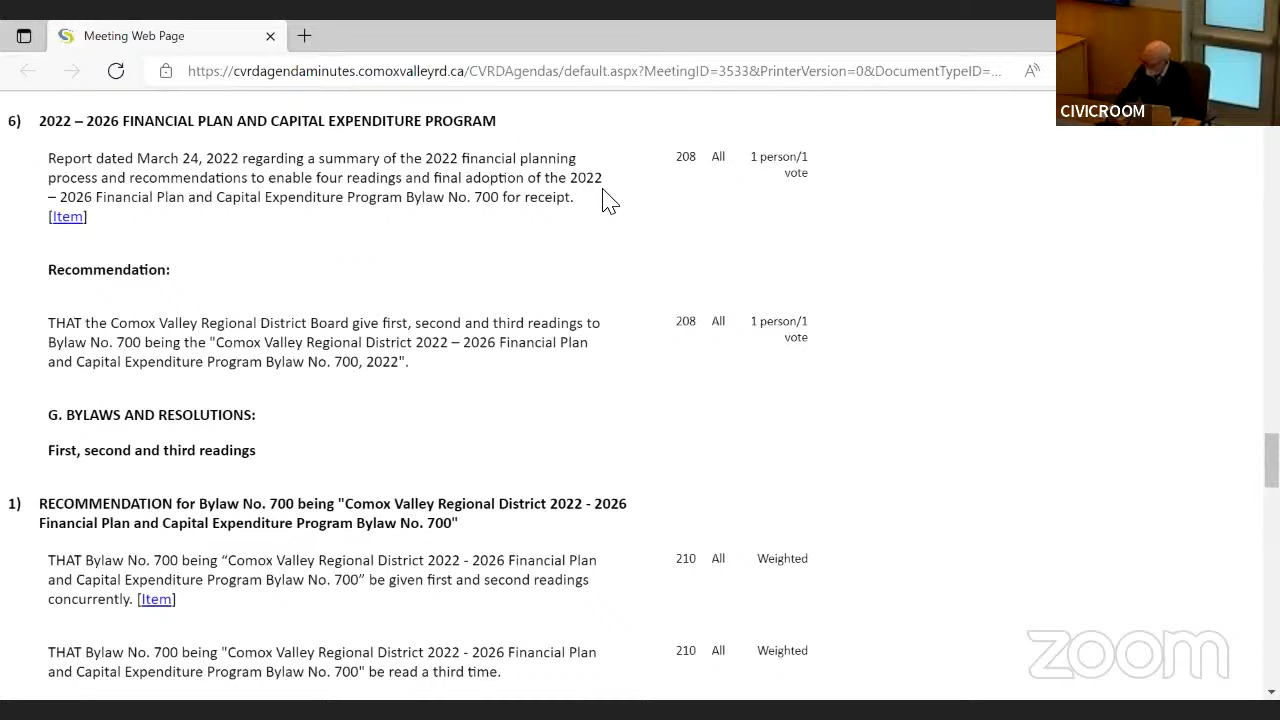 Meeting Web Page
https://cvrdagendaminutes.comoxvalleyrd.ca/CVRDAgendas/default.aspx?MeetingID=3533&PrinterVersion=0&DocumentTypeID=...
CIVICROOM
6) 2022 – 2026 FINANCIAL PLAN AND CAPITAL EXPENDITURE PROGRAM
Report dated March 24, 2022 regarding a summary of the 2022 financial planning 208 All 1 person/1
process and recommendations to enable four readings and final adoption of the 2022 vote
– 2026 Financial Plan and Capital Expenditure Program Bylaw No. 700 for receipt.
[Item]
Recommendation:
THAT the Comox Valley Regional District Board give first, second and third readings to 208 All 1 person/1
Bylaw No. 700 being the "Comox Valley Regional District 2022 – 2026 Financial Plan vote
and Capital Expenditure Program Bylaw No. 700, 2022".
G. BYLAWS AND RESOLUTIONS:
First, second and third readings
1) RECOMMENDATION for Bylaw No. 700 being "Comox Valley Regional District 2022 - 2026
Financial Plan and Capital Expenditure Program Bylaw No. 700"
THAT Bylaw No. 700 being “Comox Valley Regional District 2022 - 2026 Financial Plan 210 All Weighted
and Capital Expenditure Program Bylaw No. 700” be given first and second readings
concurrently. [Item]
THAT Bylaw No. 700 being "Comox Valley Regional District 2022 - 2026 Financial Plan 210 All Weighted
and Capital Expenditure Program Bylaw No. 700" be read a third time.
zoom